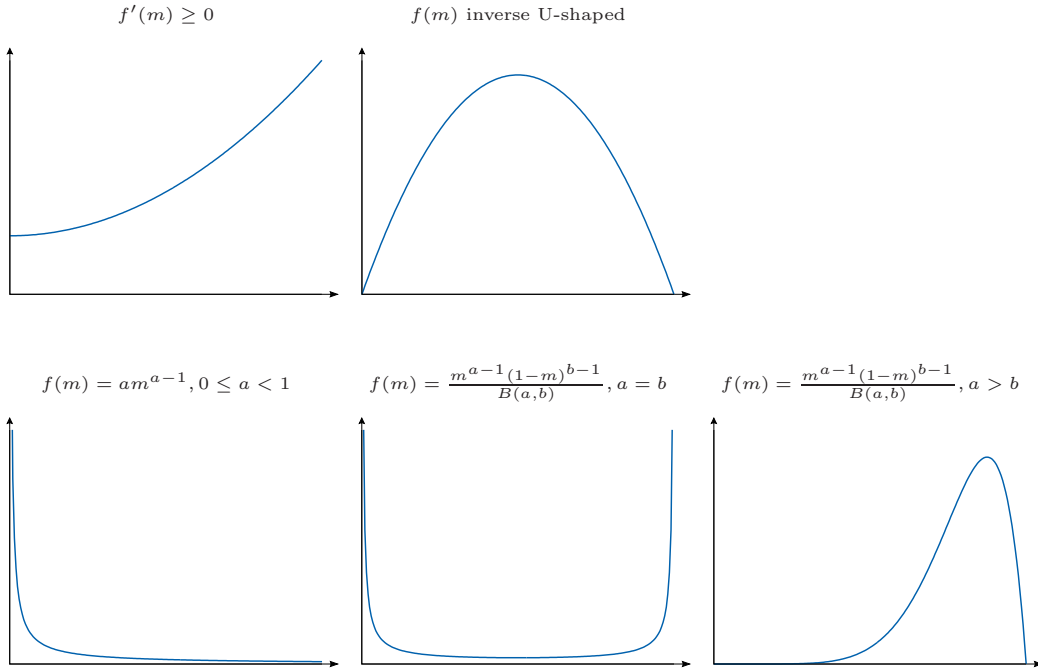 f′(m) ≥ 0
f(m) inverse U-shaped
f(m) = am^{a−1}, 0 ≤ a < 1
f(m) = \frac{m^{a−1}(1−m)^{b−1}}{B(a,b)}, a = b
f(m) = \frac{m^{a−1}(1−m)^{b−1}}{B(a,b)}, a > b